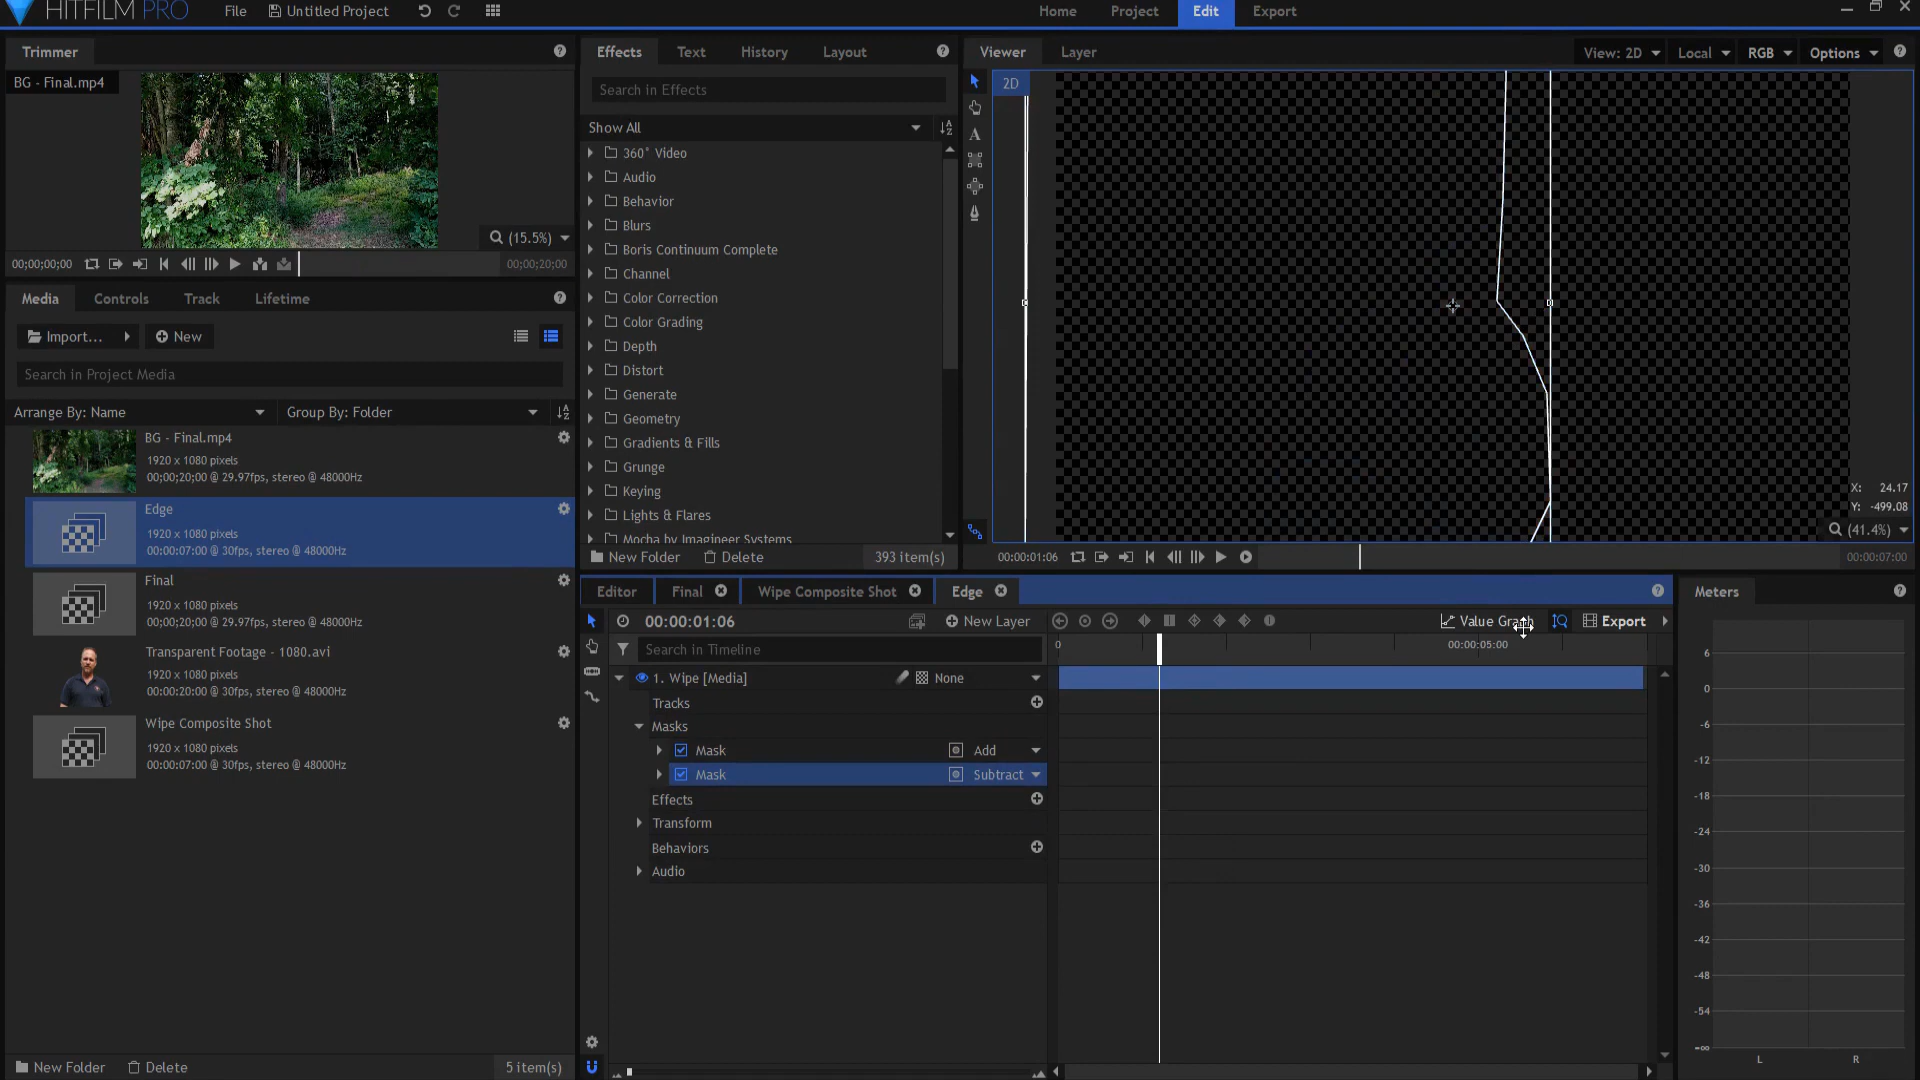 HITFILM PRO
File
Untitled Project
Home
Project
Edit
Export
Trimmer
BG - Final.mp4
(15.5%)
00;00;00;00
00;00;20;00
Effects
Text
History
Layout
Search in Effects
Show All
360° Video
Audio
Behavior
Blurs
Boris Continuum Complete
Channel
Color Correction
Color Grading
Depth
Distort
Generate
Geometry
Gradients & Fills
Grunge
Keying
Lights & Flares
Mocha by Imagineer Systems
New Folder
Delete
393 item(s)
Viewer
Layer
View: 2D
Local
RGB
Options
2D
X: 24.17
Y: -499.08
(41.4%)
00:00:01:06
00:00:07:00
Media
Controls
Track
Lifetime
Import...
New
Search in Project Media
Arrange By: Name
Group By: Folder
BG - Final.mp4
1920 x 1080 pixels
00;00;20;00 @ 29.97fps, stereo @ 48000Hz
Edge
1920 x 1080 pixels
00:00:07:00 @ 30fps, stereo @ 48000Hz
Final
1920 x 1080 pixels
00;00;20;00 @ 29.97fps, stereo @ 48000Hz
Transparent Footage - 1080.avi
1920 x 1080 pixels
00:00:20:00 @ 30fps, stereo @ 48000Hz
Wipe Composite Shot
1920 x 1080 pixels
00:00:07:00 @ 30fps, stereo @ 48000Hz
New Folder
Delete
5 item(s)
Editor
Final
Wipe Composite Shot
Edge
00:00:01:06
New Layer
Value Graph
Export
Search in Timeline
0
00:00:05:00
1. Wipe [Media]
None
Tracks
Masks
Mask
Add
Mask
Subtract
Effects
Transform
Behaviors
Audio
Meters
6
0
-6
-12
-18
-24
-30
-36
-42
-48
-54
-∞
L
R